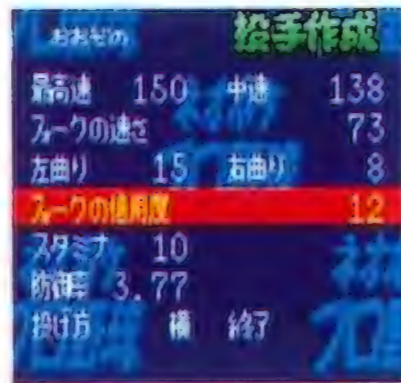 おおぞの 投手作成
最高速 150 中速 138
フォークの速さ 73
左曲り 15 右曲り 8
フォークの使用度 12
スタミナ 10
防御率 3.77
投げ方 横 終了